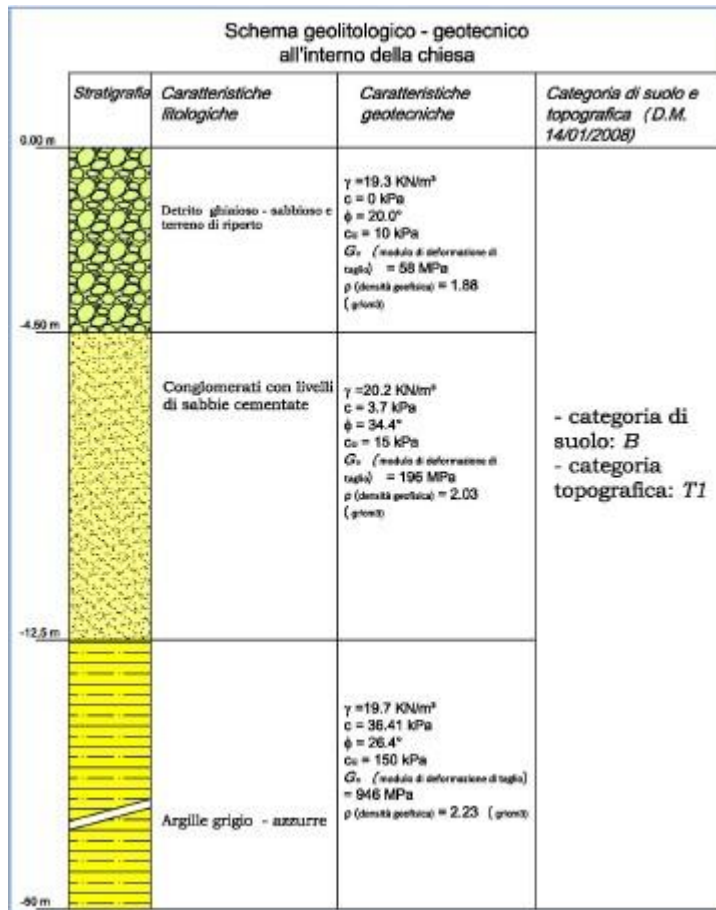 Schema geolitologico - geotecnico
all'interno della chiesa
Stratigrafia
Caratteristiche
litologiche
Caratteristiche
geotecniche
Categoria di suolo e
topografica (D.M.
14/01/2008)
0.00 m
Detrito ghiaioso - sabbioso e
terreno di riporto
γ =19.3 KN/m³
c = 0 kPa
ϕ = 20.0°
cu = 10 kPa
G₀ (modulo di deformazione di
taglio) = 58 MPa
ρ (densità geofisica) = 1.88
( gr/cm3)
-4.50 m
Conglomerati con livelli
di sabbie cementate
γ =20.2 KN/m³
c = 3.7 kPa
ϕ = 34.4°
cu = 15 kPa
G₀ (modulo di deformazione di
taglio) = 196 MPa
ρ (densità geofisica) = 2.03
( gr/cm3)
- categoria di
suolo: B
- categoria
topografica: T1
-12.5 m
Argille grigio - azzurre
γ =19.7 KN/m³
c = 36.41 kPa
ϕ = 26.4°
cu = 150 kPa
G₀ (modulo di deformazione di taglio)
= 946 MPa
ρ (densità geofisica) = 2.23 ( gr/cm3)
-50 m